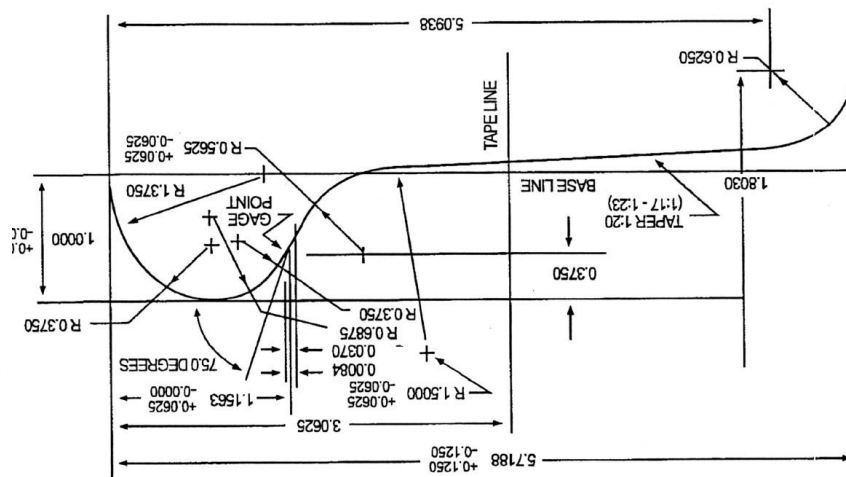 5.7188 +0.1250
-0.1250
3.0625
1.1563 +0.0625
-0.0000
R 1.5000 +0.0625
-0.0625
0.0084
0.0370
75.0 DEGREES
R 0.6875
R 0.3750
R 0.3750
0.3750
1.0000
TAPER 1:20
(1:17 - 1:23)
GAGE
POINT
BASE LINE
1.8030
R 1.3750
R 0.5625 +0.0625
-0.0625
TAPE LINE
R 0.6250
5.0938